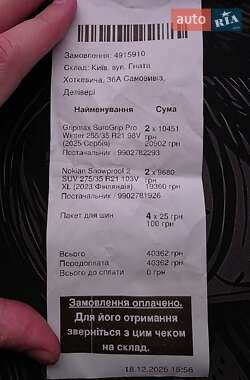 AUTO RIA .com
Замовлення: 4915910
Склад: Київ. вул. Гната
Хоткевича, 36А Самовивіз,
Делівері
Найменування Сума
Gripmax SureGrip Pro 2 x 10451
Winter 255/35 R21 98V грн
(2025 Сербія) 20902 грн
Постачальник : 9902782293
Nokian Snowproof 2 2 x 9680
SUV 275/35 R21 103V грн
XL (2023 Фінляндія) 19360 грн
Постачальник : 9902781926
Пакет для шин 4 x 25 грн
100 грн
Всього 40362 грн
Передоплата 40362 грн
Всього до сплати 0 грн
Замовлення оплачено.
Для його отримання
зверніться з цим чеком
на склад.
18.12.2025 16:56